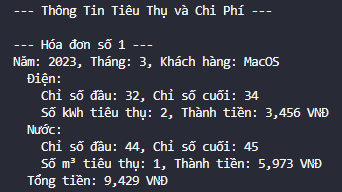 --- Thông Tin Tiêu Thụ và Chi Phí ---
--- Hóa đơn số 1 ---
Năm: 2023, Tháng: 3, Khách hàng: MacOS
Điện:
Chỉ số đầu: 32, Chỉ số cuối: 34
Số kWh tiêu thụ: 2, Thành tiền: 3,456 VNĐ
Nước:
Chỉ số đầu: 44, Chỉ số cuối: 45
Số m³ tiêu thụ: 1, Thành tiền: 5,973 VNĐ
Tổng tiền: 9,429 VNĐ